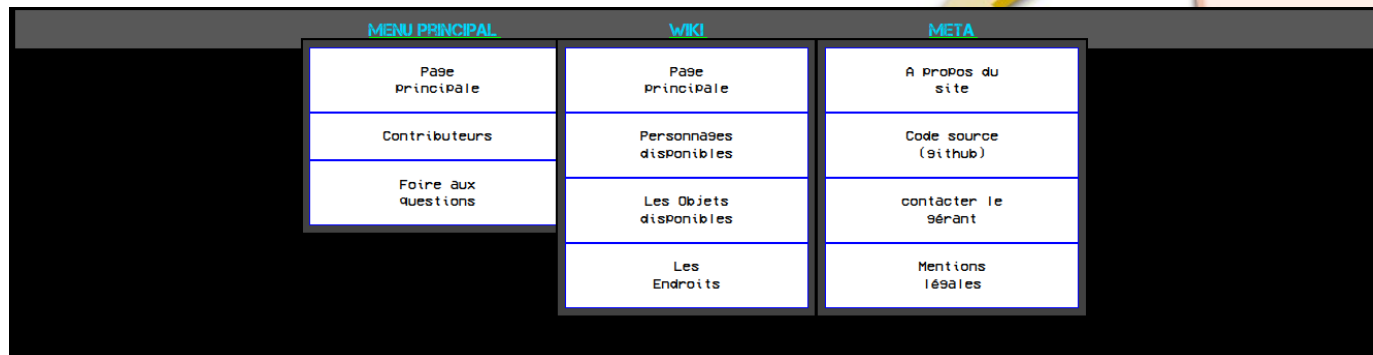 MENU PRINCIPAL
Page
principale
Contributeurs
Foire aux
questions
WIKI
Page
principale
Personnages
disponibles
Les Objets
disponibles
Les
Endroits
META
A propos du
site
Code source
(github)
contacter le
gérant
Mentions
légales